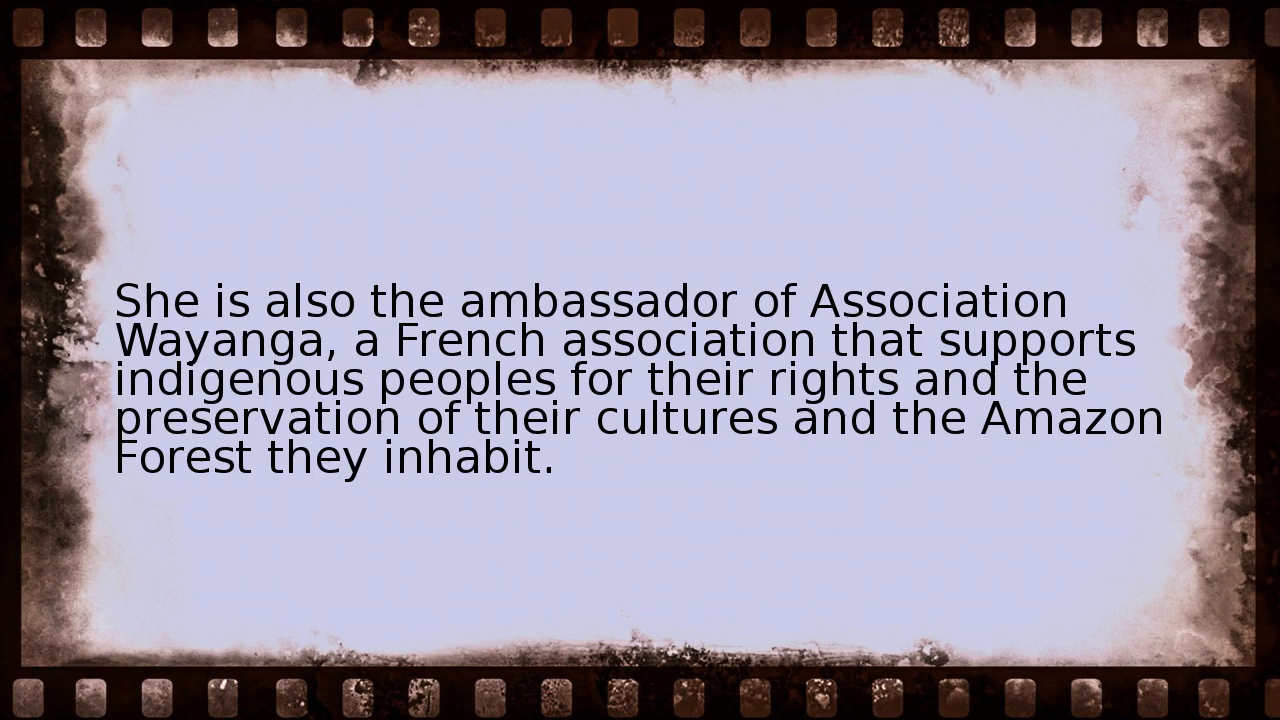 She is also the ambassador of Association
Wayanga, a French association that supports
indigenous peoples for their rights and the
preservation of their cultures and the Amazon
Forest they inhabit.